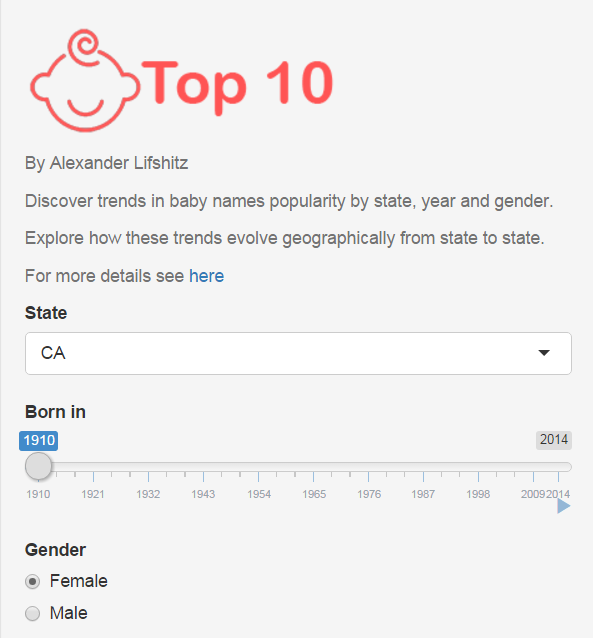 Top 10
By Alexander Lifshitz
Discover trends in baby names popularity by state, year and gender.
Explore how these trends evolve geographically from state to state.
For more details see here
State
CA
Born in
1910 2014
1910 1921 1932 1943 1954 1965 1976 1987 1998 2009 2014
Gender
Female
Male